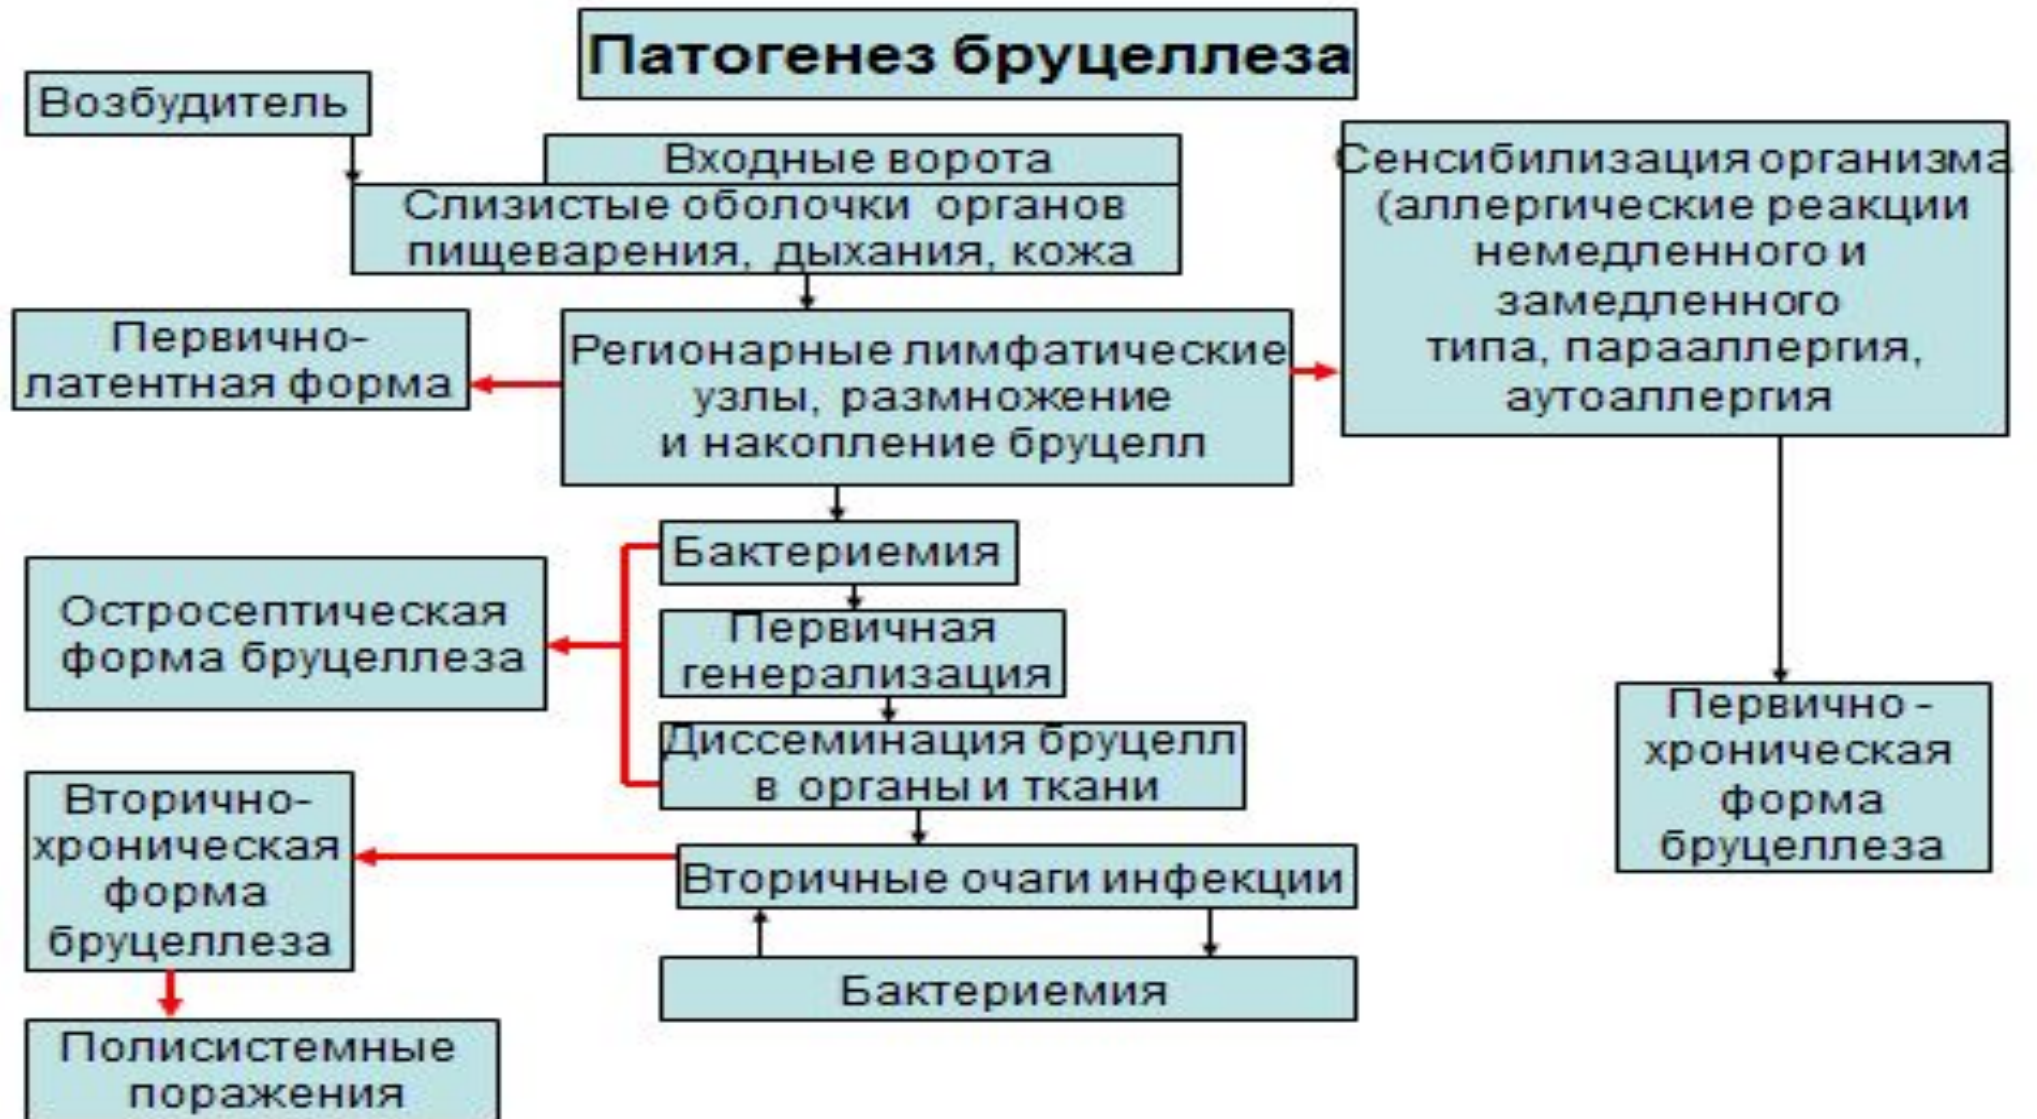 Патогенез бруцеллеза
Возбудитель
Входные ворота
Слизистые оболочки органов
пищеварения, дыхания, кожа
Сенсибилизация организма
(аллергические реакции
немедленного и
замедленного
типа, парааллергия,
аутоаллергия
Первично-
латентная форма
Регионарные лимфатические
узлы, размножение
и накопление бруцелл
Бактериемия
Остросептическая
форма бруцеллеза
Первичная
генерализация
Диссеминация бруцелл
в органы и ткани
Первично -
хроническая
форма
бруцеллеза
Вторично-
хроническая
форма
бруцеллеза
Вторичные очаги инфекции
Бактериемия
Полисистемные
поражения